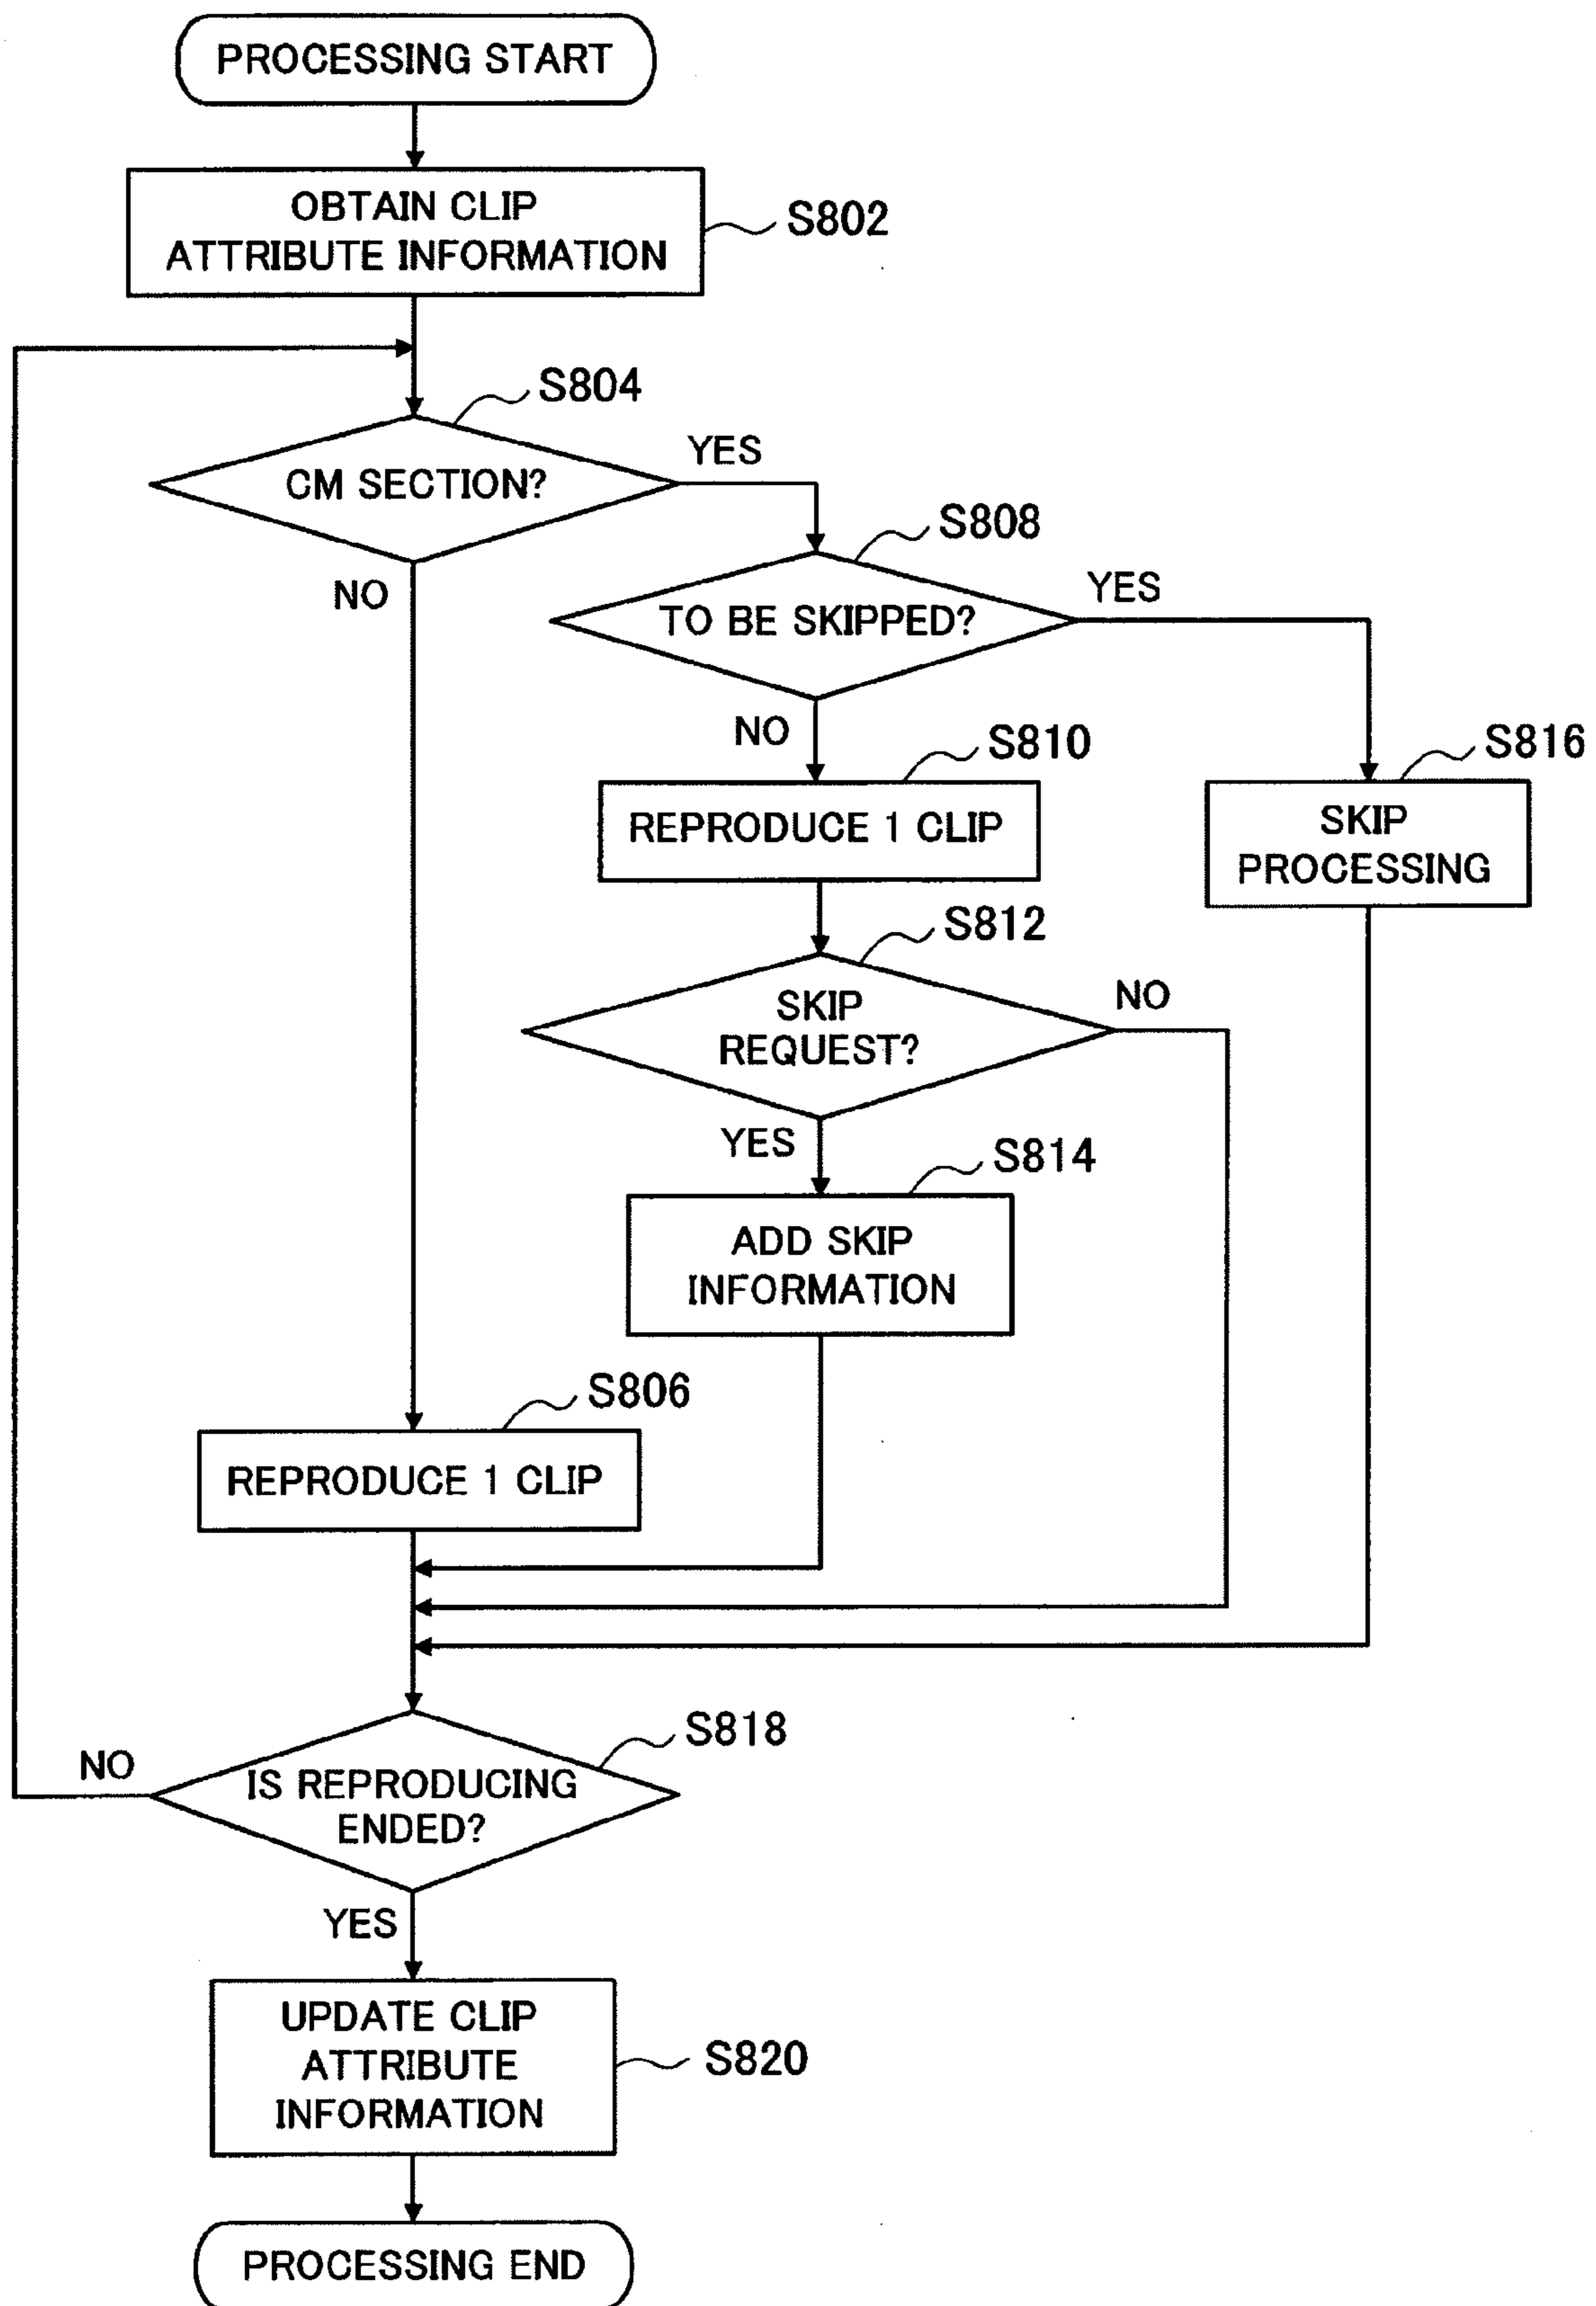 PROCESSING START
OBTAIN CLIP
ATTRIBUTE INFORMATION
S802
S804
CM SECTION?
YES
NO
S808
TO BE SKIPPED?
YES
NO
S810
REPRODUCE 1 CLIP
S816
SKIP
PROCESSING
S812
SKIP
REQUEST?
NO
YES
S814
ADD SKIP
INFORMATION
S806
REPRODUCE 1 CLIP
S818
IS REPRODUCING
ENDED?
NO
YES
UPDATE CLIP
ATTRIBUTE
INFORMATION
S820
PROCESSING END